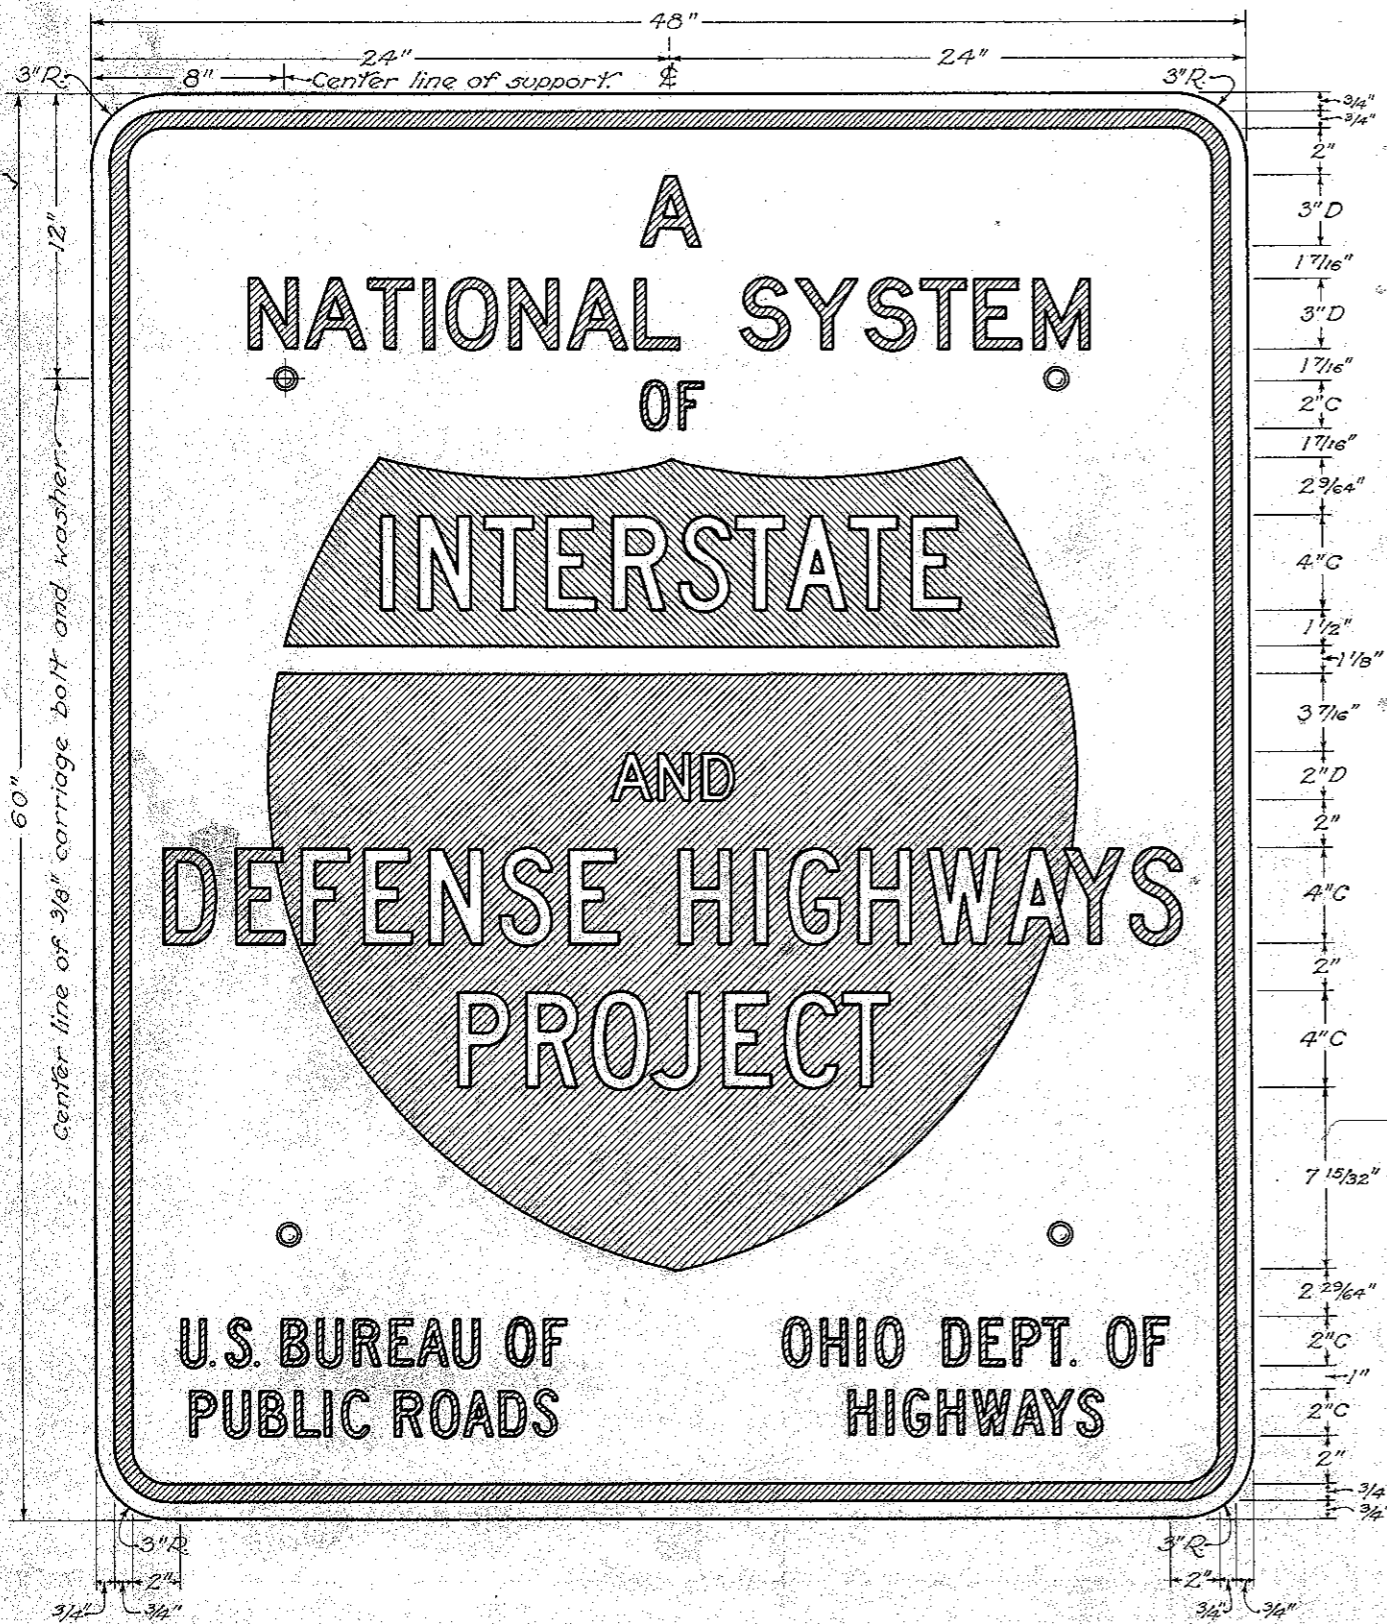 48"
24"
24"
3"R.
8"
Center line of support.
℄
3"R.
3/4"
3/4"
2"
12"
A
3"D
1 7/16"
NATIONAL SYSTEM
3"D
1 7/16"
OF
2"C
1 7/16"
2 9/64"
INTERSTATE
4"C
1 1/2"
1 1/8"
3 7/16"
60"
Center line of 3/8" carriage bolt and washer.
AND
2"D
2"
DEFENSE HIGHWAYS
4"C
2"
PROJECT
4"C
7 15/32"
2 29/64"
U.S. BUREAU OF
OHIO DEPT. OF
2"C
1"
PUBLIC ROADS
HIGHWAYS
2"C
2"
3/4
3/4"
3"R.
3"R.
2"
2"
3/4"
3/4"
3/4"
3/4"